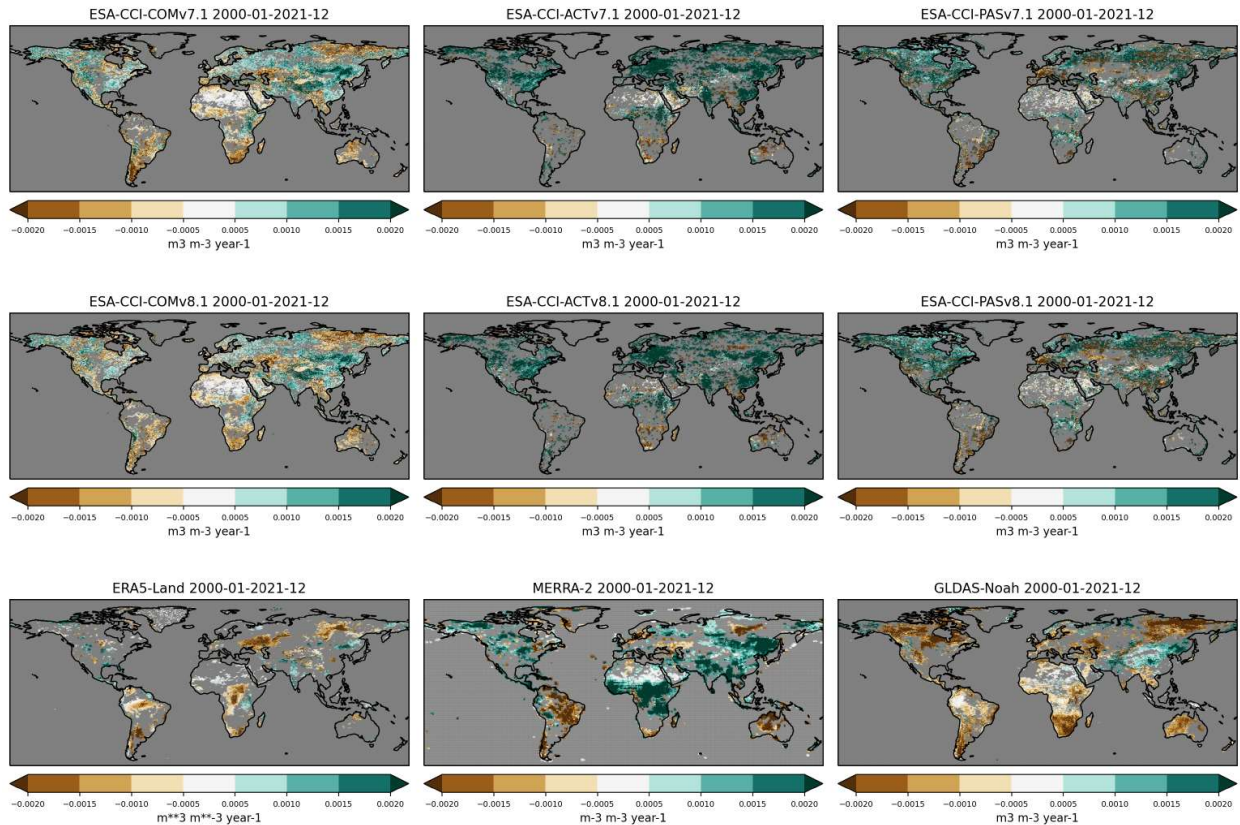 ESA-CCI-COMv7.1 2000-01-2021-12
ESA-CCI-ACTv7.1 2000-01-2021-12
ESA-CCI-PASv7.1 2000-01-2021-12
−0.0020 −0.0015 −0.0010 −0.0005 0.0005 0.0010 0.0015 0.0020
−0.0020 −0.0015 −0.0010 −0.0005 0.0005 0.0010 0.0015 0.0020
−0.0020 −0.0015 −0.0010 −0.0005 0.0005 0.0010 0.0015 0.0020
m3 m-3 year-1
m3 m-3 year-1
m3 m-3 year-1
ESA-CCI-COMv8.1 2000-01-2021-12
ESA-CCI-ACTv8.1 2000-01-2021-12
ESA-CCI-PASv8.1 2000-01-2021-12
−0.0020 −0.0015 −0.0010 −0.0005 0.0005 0.0010 0.0015 0.0020
−0.0020 −0.0015 −0.0010 −0.0005 0.0005 0.0010 0.0015 0.0020
−0.0020 −0.0015 −0.0010 −0.0005 0.0005 0.0010 0.0015 0.0020
m3 m-3 year-1
m3 m-3 year-1
m3 m-3 year-1
ERA5-Land 2000-01-2021-12
MERRA-2 2000-01-2021-12
GLDAS-Noah 2000-01-2021-12
−0.0020 −0.0015 −0.0010 −0.0005 0.0005 0.0010 0.0015 0.0020
−0.0020 −0.0015 −0.0010 −0.0005 0.0005 0.0010 0.0015 0.0020
−0.0020 −0.0015 −0.0010 −0.0005 0.0005 0.0010 0.0015 0.0020
m**3 m**-3 year-1
m-3 m-3 year-1
m3 m-3 year-1